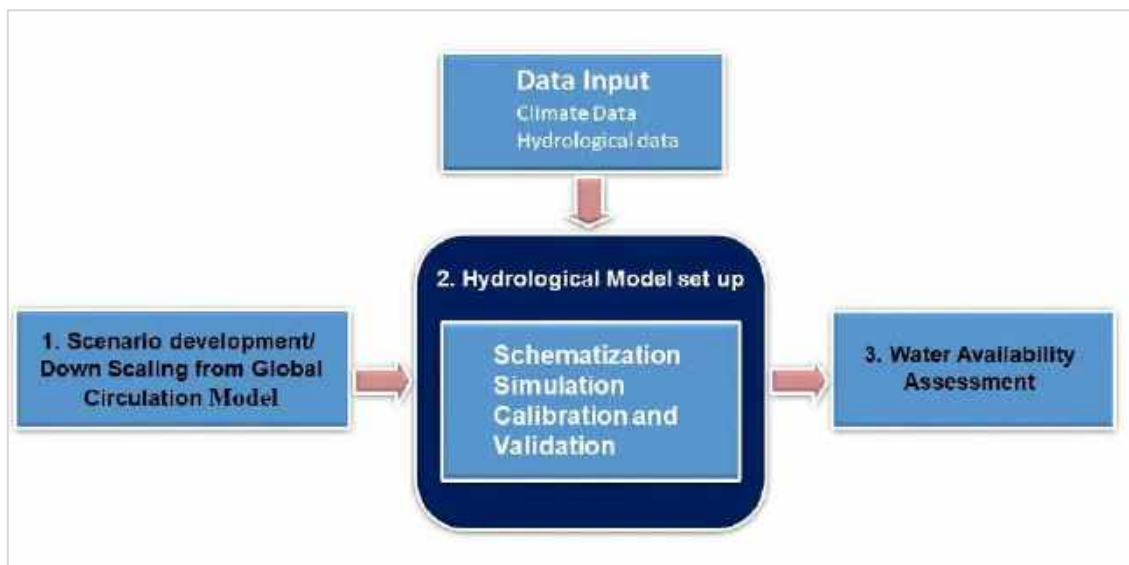 Data Input
Climate Data
Hydrological data
2. Hydrological Model set up
1. Scenario development/
Down Scaling from Global
Circulation Model
Schematization
Simulation
Calibration and
Validation
3. Water Availability
Assessment